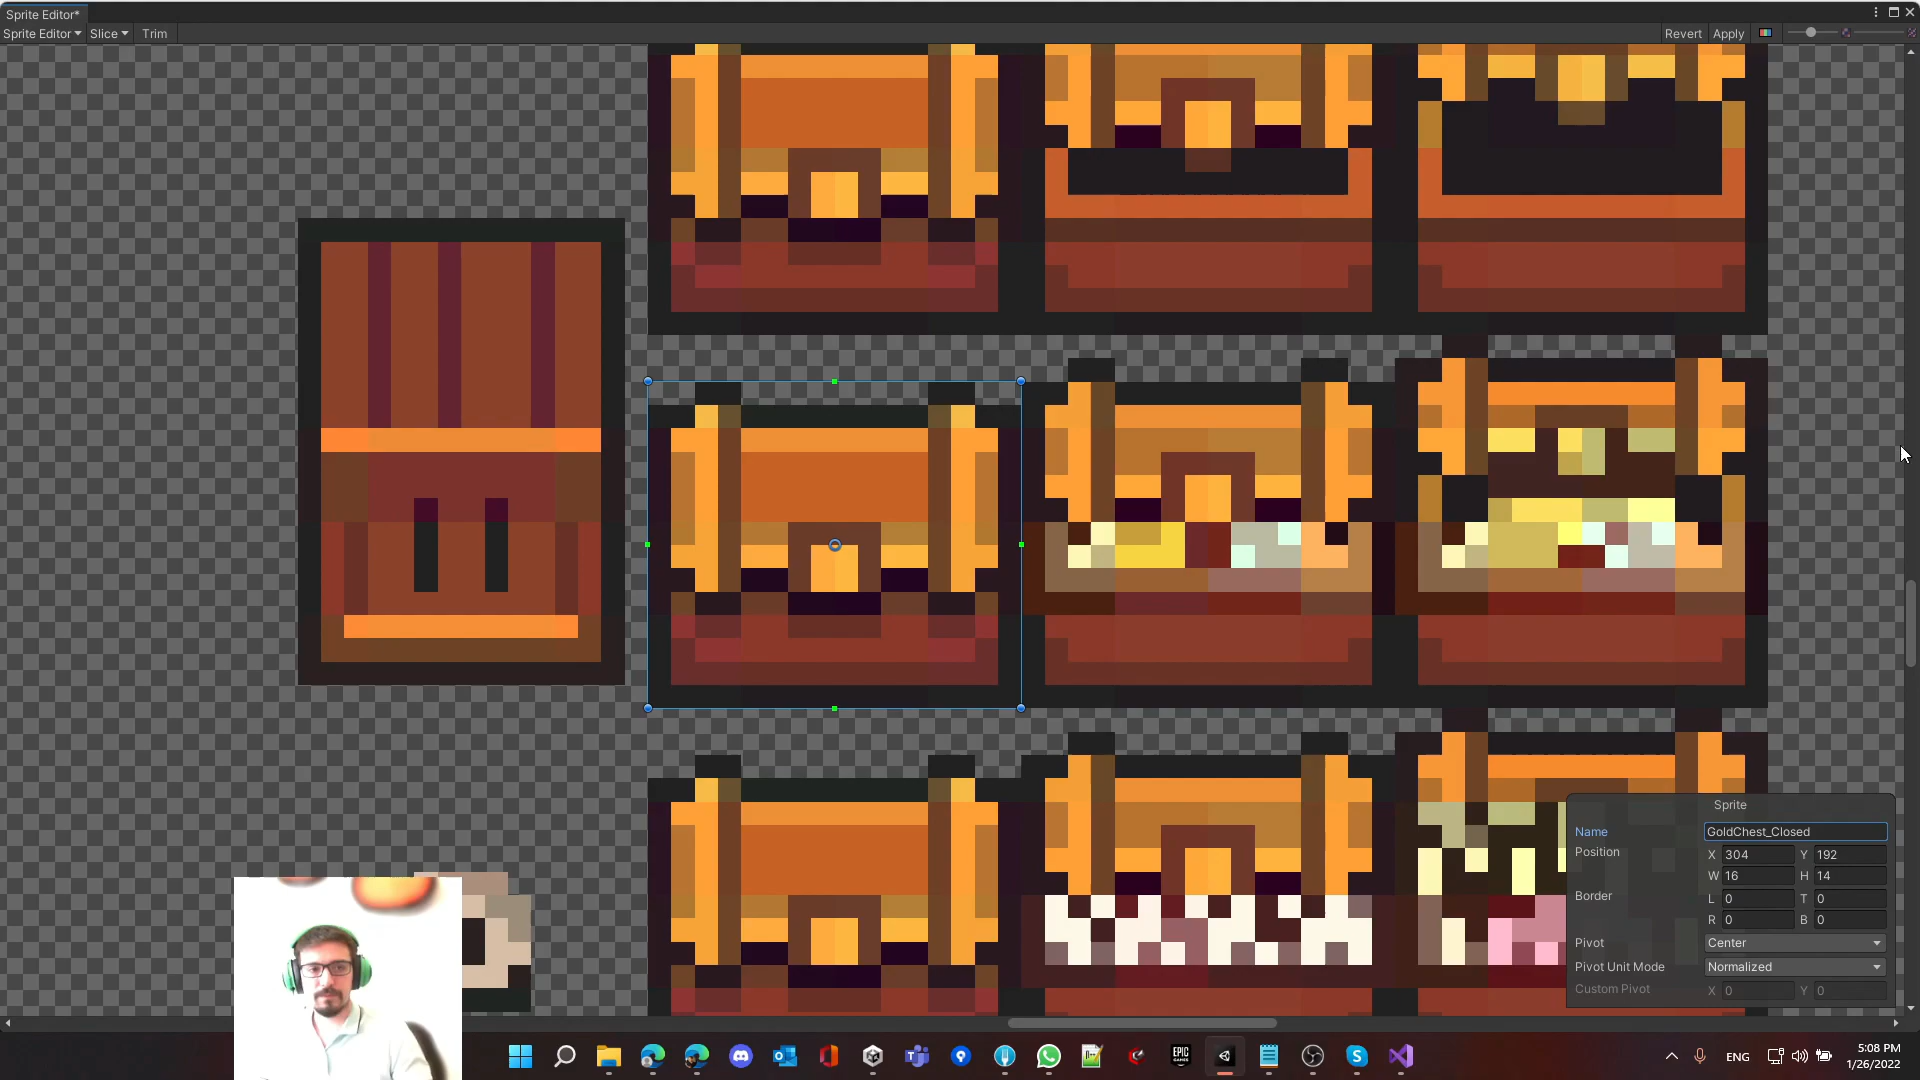 Sprite Editor*
Sprite Editor Slice Trim Revert Apply
Sprite
Name GoldChest_Closed
Position X 304 Y 192
W 16 H 14
Border L 0 T 0
R 0 B 0
Pivot Center
Pivot Unit Mode Normalized
Custom Pivot X 0 Y 0
EPIC GAMES
ENG
5:08 PM
1/26/2022